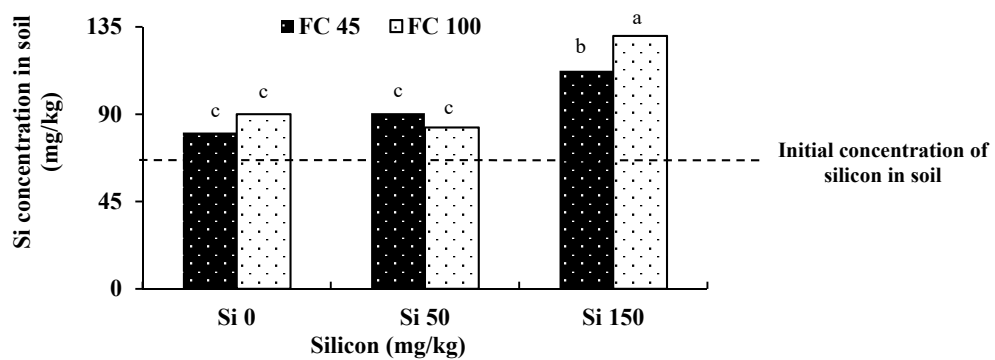 Si concentration in soil
(mg/kg)
135
90
45
0
FC 45 FC 100
c
c
c
c
b
a
Initial concentration of
silicon in soil
Si 0 Si 50 Si 150
Silicon (mg/kg)